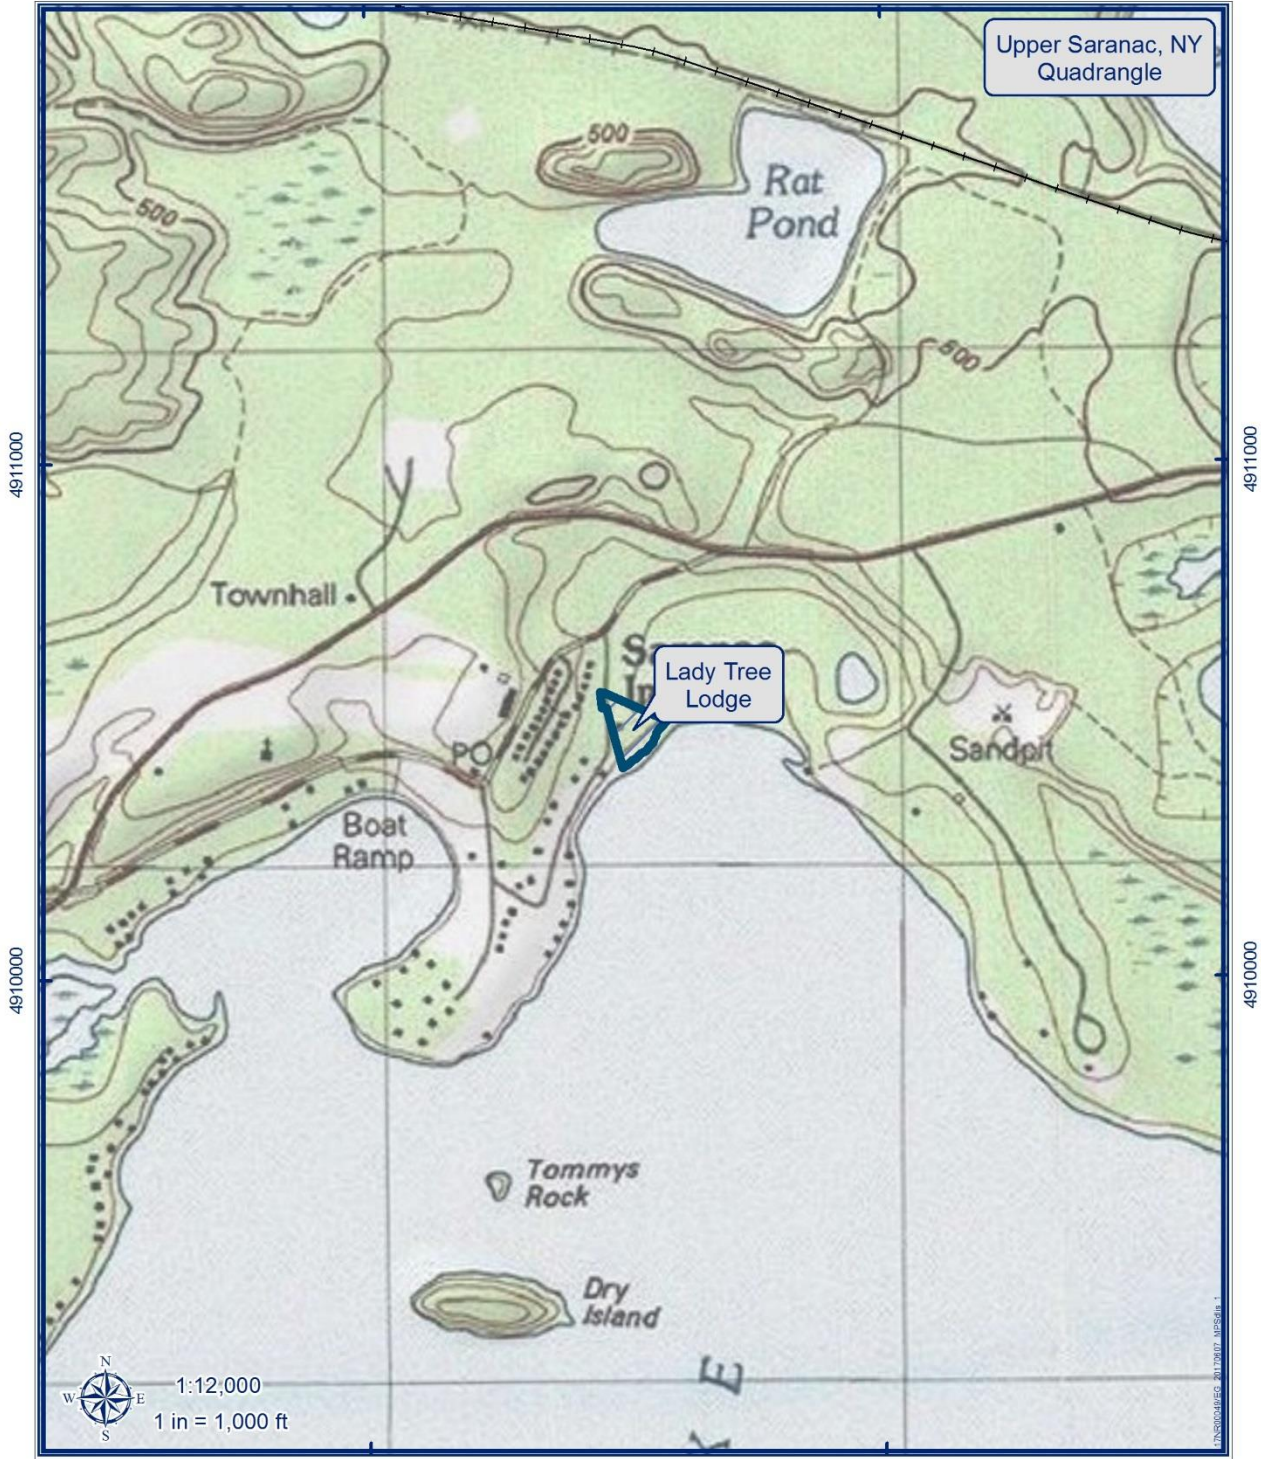 Upper Saranac, NY
Quadrangle
500
Rat
Pond
500
500
4911000
4911000
Townhall
Lady Tree
Lodge
PO
Sandpit
Boat
Ramp
4910000
4910000
Tommys
Rock
Dry
Island
E
K
N
W E
S
1:12,000
1 in = 1,000 ft